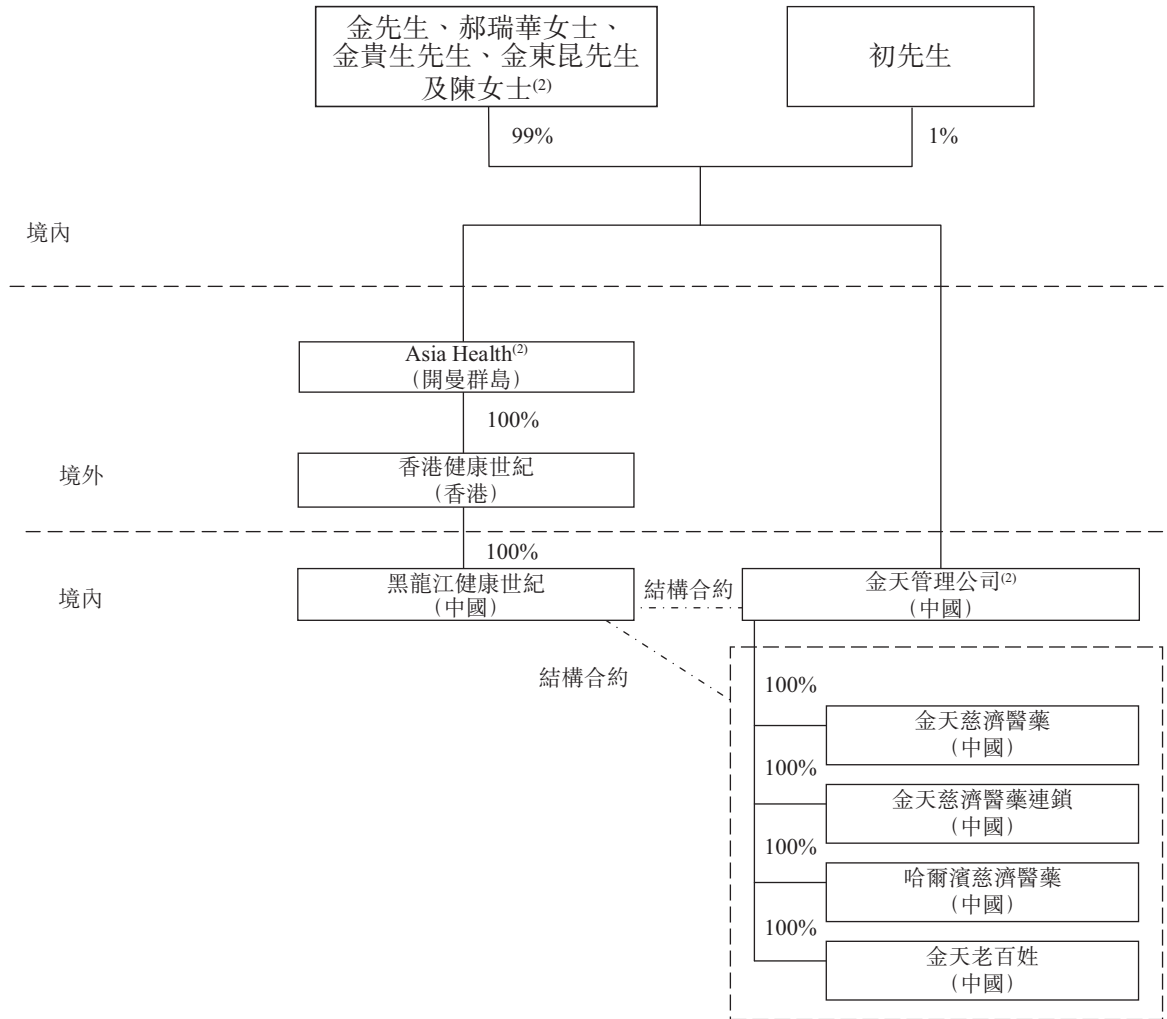 金先生、郝瑞華女士、
金貴生先生、金東昆先生
及陳女士(2)
初先生
99%
1%
境內
Asia Health(2)
(開曼群島)
100%
境外
香港健康世紀
(香港)
100%
境內
黑龍江健康世紀
(中國)
結構合約
金天管理公司(2)
(中國)
結構合約
100%
金天慈濟醫藥
(中國)
100%
金天慈濟醫藥連鎖
(中國)
100%
哈爾濱慈濟醫藥
(中國)
100%
金天老百姓
(中國)